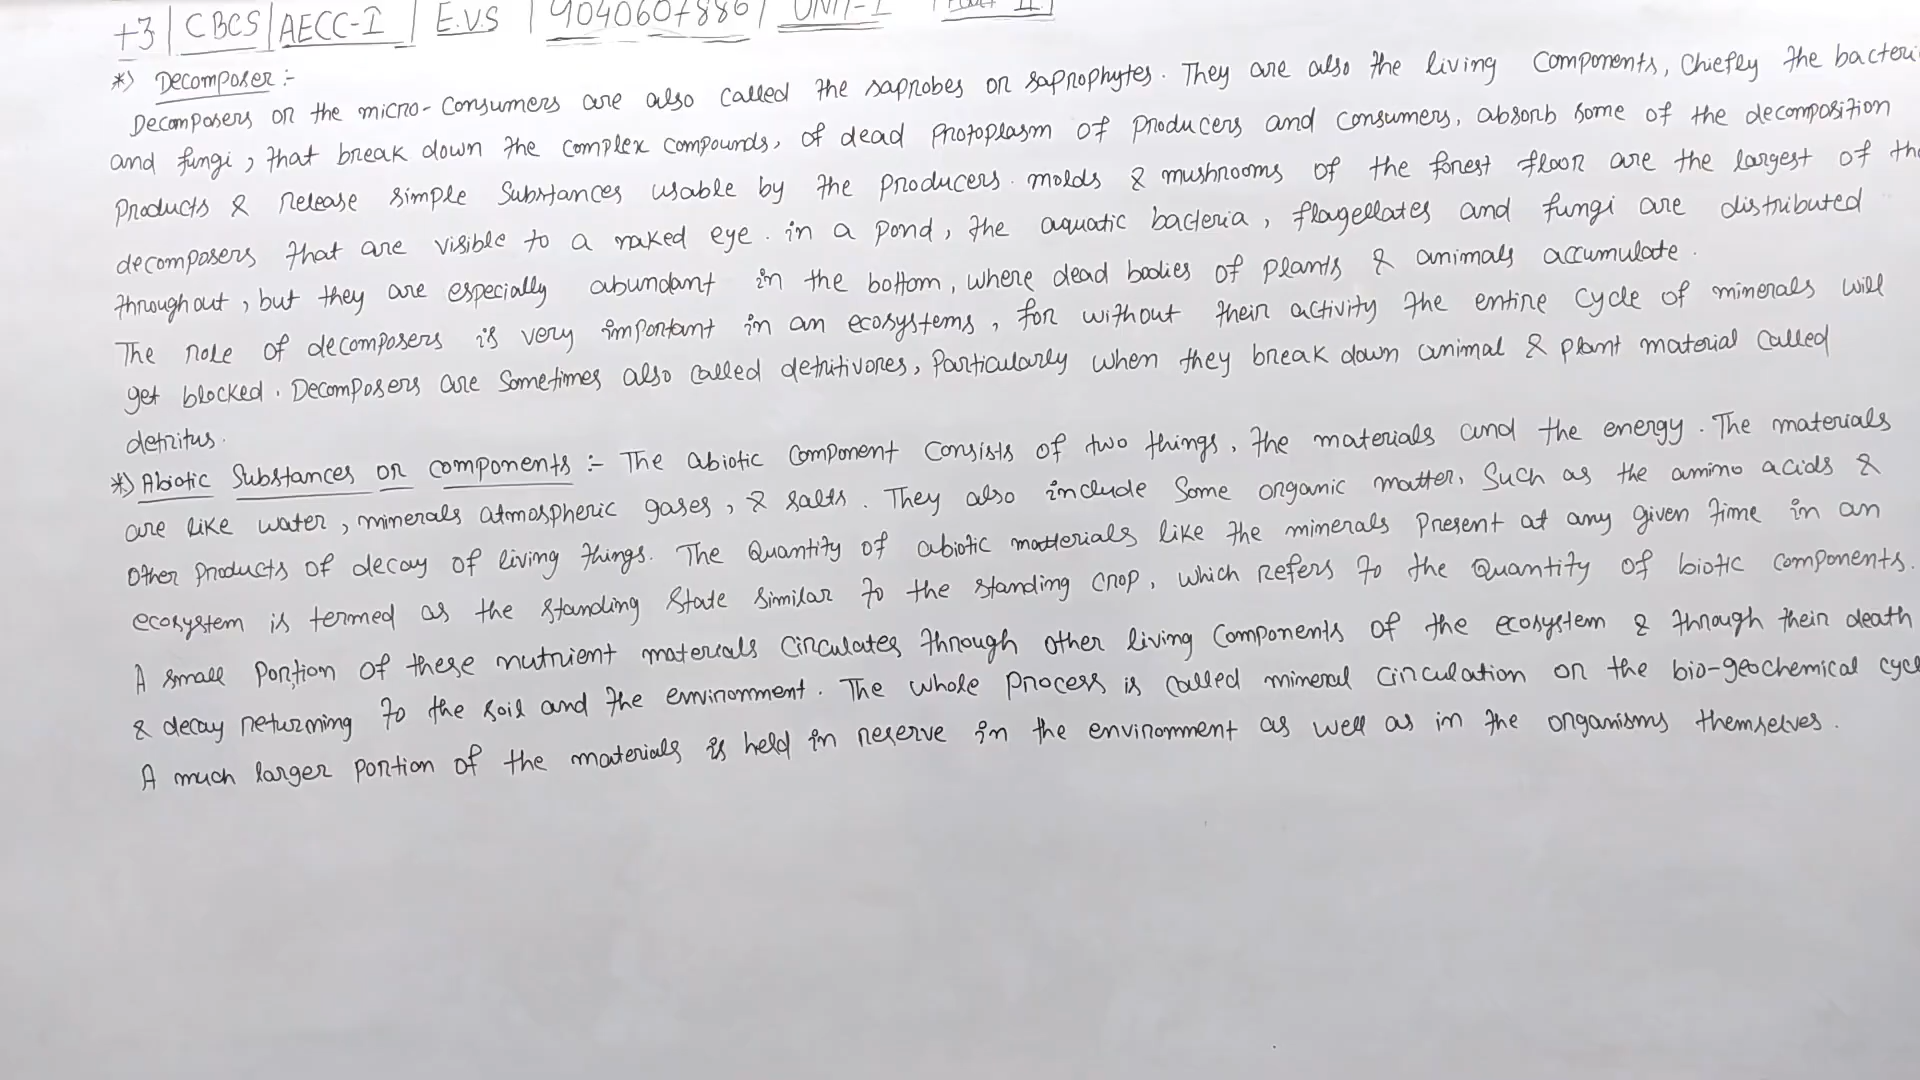 +3 | CBCS | AECC-I | E.V.S | 9040607886 | UNIT-I | Part II |
*) Decomposer :-
Decomposers or the micro-consumers are also called the saprobes or saprophytes. They are also the living components, chiefly the bacteri
and fungi, that break down the complex compounds, of dead protoplasm of producers and consumers, absorb some of the decomposition
Products & release simple substances usable by the producers. molds & mushrooms of the forest floor are the largest of the
decomposers that are visible to a naked eye. in a pond, the aquatic bacteria, flagellates and fungi are distributed
throughout, but they are especially abundant in the bottom, where dead bodies of plants & animals accumulate.
The role of decomposers is very important in an ecosystems, for without their activity the entire cycle of minerals will
get blocked. Decomposers are sometimes also called detritivores, Particularly when they break down animal & plant material called
detritus.
*) Abiotic Substances or components :- The abiotic component consists of two things, the materials and the energy. The materials
are like water, minerals atmospheric gases, & salts. They also include some organic matter, such as the amino acids &
other products of decay of living things. The Quantity of abiotic matterials like the minerals present at any given time in an
ecosystem is termed as the standing state similar to the standing crop, which refers to the Quantity of biotic components.
A small portion of these nutrient materials circulates through other living components of the ecosystem & through their death
& decay returning to the soil and the environment. The whole process is called mineral circulation or the bio-geochemical cycl
A much larger portion of the materials is held in reserve in the environment as well as in the organisms themselves.